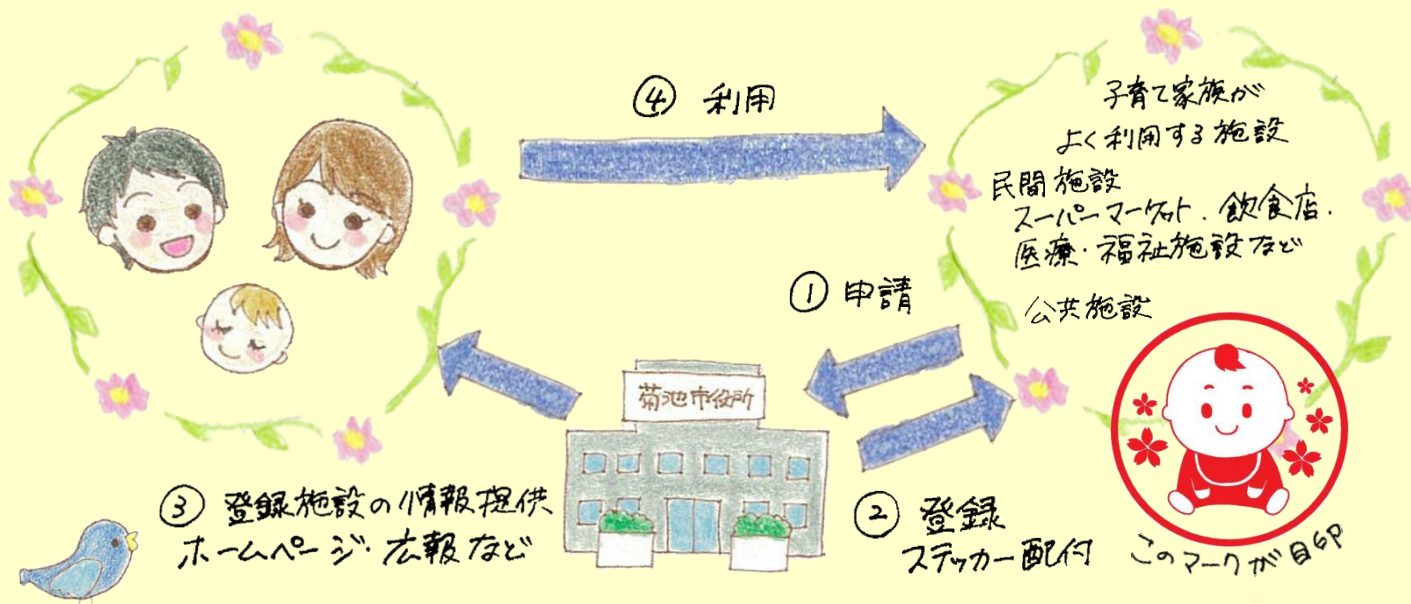 ④ 利用
子育て家族が
よく利用する施設
民間施設
スーパーマーケット・飲食店・
医療・福祉施設など
公共施設
① 申請
菊池市役所
③ 登録施設の情報提供
ホームページ・広報など
② 登録
ステッカー配付
このマークが目印